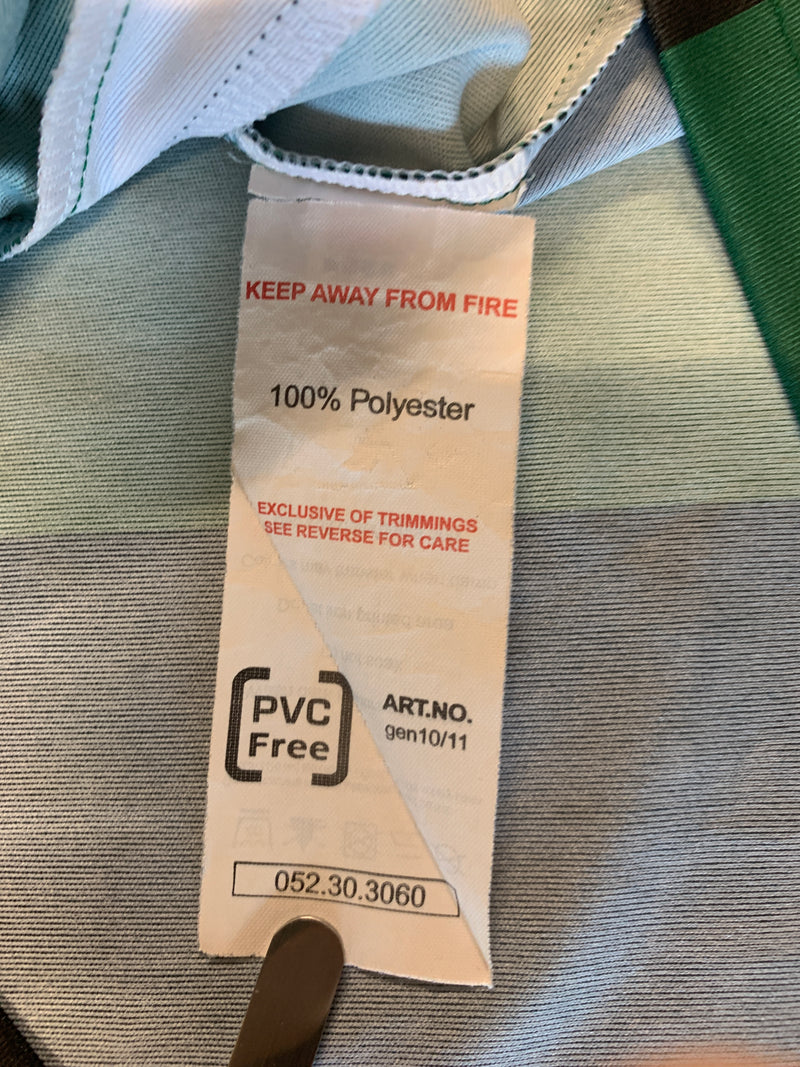 KEEP AWAY FROM FIRE
100% Polyester
EXCLUSIVE OF TRIMMINGS
SEE REVERSE FOR CARE
PVC
Free
ART.NO.
gen10/11
052.30.3060